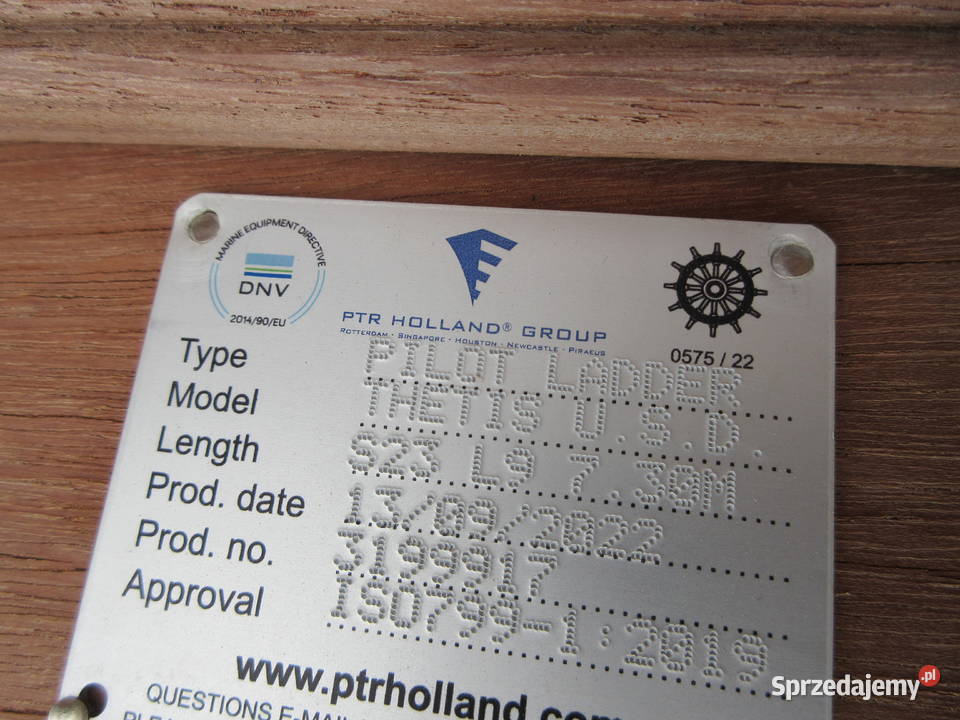 MARINE EQUIPMENT DIRECTIVE
DNV
2014/90/EU
PTR HOLLAND® GROUP
ROTTERDAM · SINGAPORE · HOUSTON · NEWCASTLE · PIRAEUS
0575 / 22
Type PILOT LADDER
Model THETIS U.S.D.
Length S23 L9 7.30M
Prod. date 13/09/2022
Prod. no. 3199917
Approval ISO799-1:2019
www.ptrholland.com
QUESTIONS E-MAIL
Sprzedajemy.pl